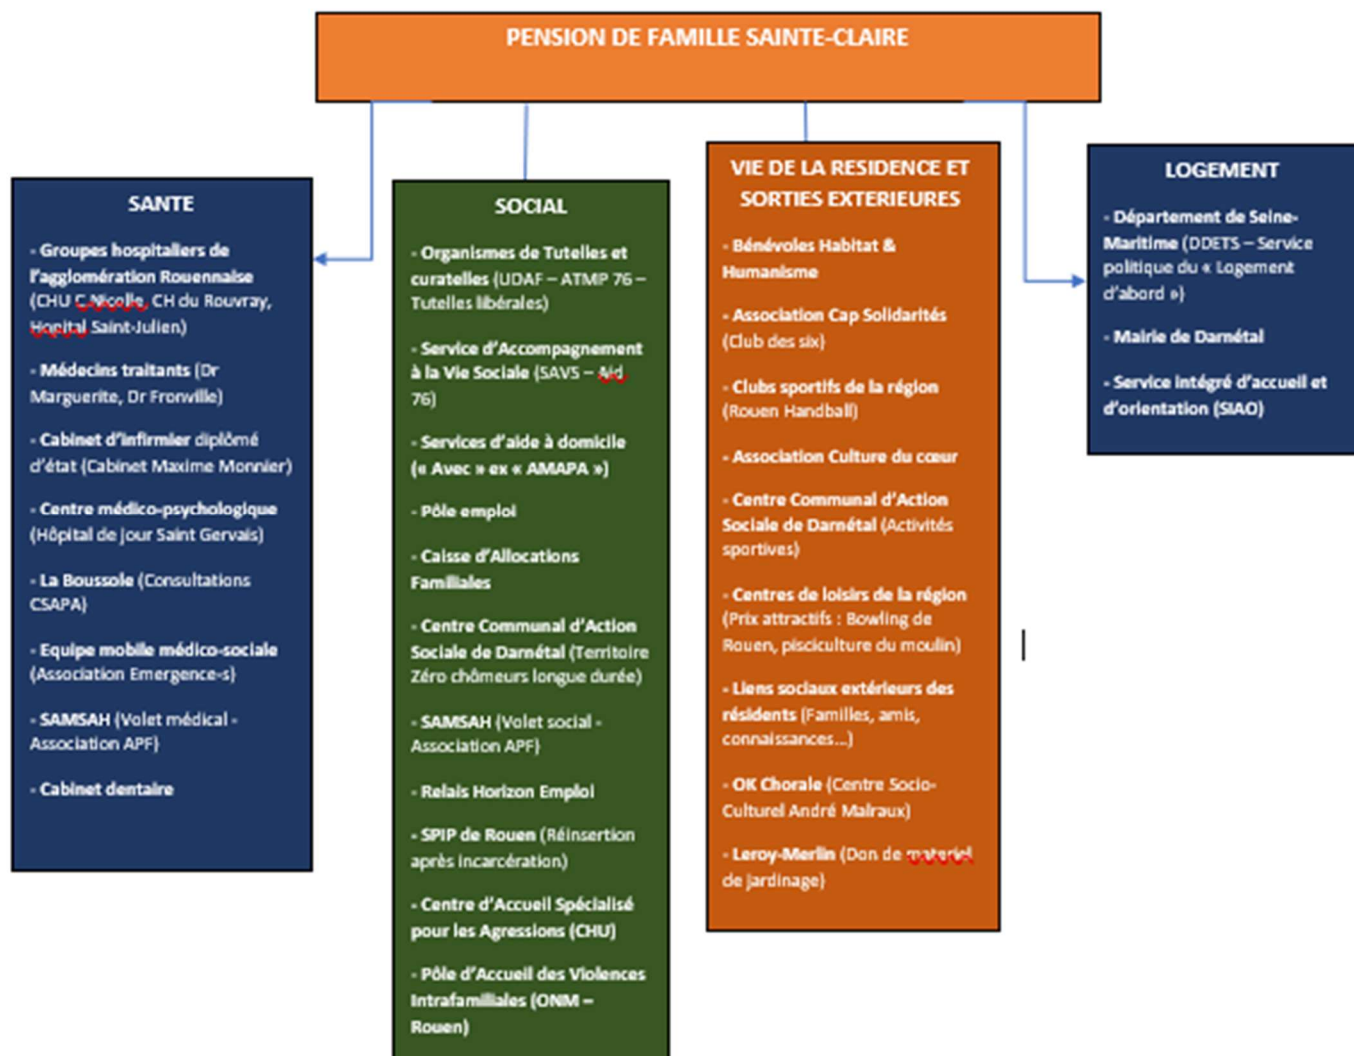 PENSION DE FAMILLE SAINTE-CLAIRE
SANTE
- Groupes hospitaliers de
l'agglomération Rouennaise
(CHU C.Nicolle, CH du Rouvray,
Hopital Saint-Julien)
- Médecins traitants (Dr
Marguerite, Dr Fronville)
- Cabinet d'infirmier diplômé
d'état (Cabinet Maxime Monnier)
- Centre médico-psychologique
(Hôpital de jour Saint Gervais)
- La Boussole (Consultations
CSAPA)
- Equipe mobile médico-sociale
(Association Emergence-s)
- SAMSAH (Volet médical -
Association APF)
- Cabinet dentaire
SOCIAL
- Organismes de Tutelles et
curatelles (UDAF – ATMP 76 –
Tutelles libérales)
- Service d'Accompagnement
à la Vie Sociale (SAVS – Aid
76)
- Services d'aide à domicile
(« Avec » ex « AMAPA »)
- Pôle emploi
- Caisse d'Allocations
Familiales
- Centre Communal d'Action
Sociale de Darnétal (Territoire
Zéro chômeurs longue durée)
- SAMSAH (Volet social -
Association APF)
- Relais Horizon Emploi
- SPIP de Rouen (Réinsertion
après incarcération)
- Centre d'Accueil Spécialisé
pour les Agressions (CHU)
- Pôle d'Accueil des Violences
Intrafamiliales (ONM –
Rouen)
VIE DE LA RESIDENCE ET
SORTIES EXTERIEURES
- Bénévoles Habitat &
Humanisme
- Association Cap Solidarités
(Club des six)
- Clubs sportifs de la région
(Rouen Handball)
- Association Culture du cœur
- Centre Communal d'Action
Sociale de Darnétal (Activités
sportives)
- Centres de loisirs de la région
(Prix attractifs : Bowling de
Rouen, pisciculture du moulin)
- Liens sociaux extérieurs des
résidents (Familles, amis,
connaissances...)
- OK Chorale (Centre Socio-
Culturel André Malraux)
- Leroy-Merlin (Don de materiel
de jardinage)
LOGEMENT
- Département de Seine-
Maritime (DDETS – Service
politique du « Logement
d'abord »)
- Mairie de Darnétal
- Service intégré d'accueil et
d'orientation (SIAO)